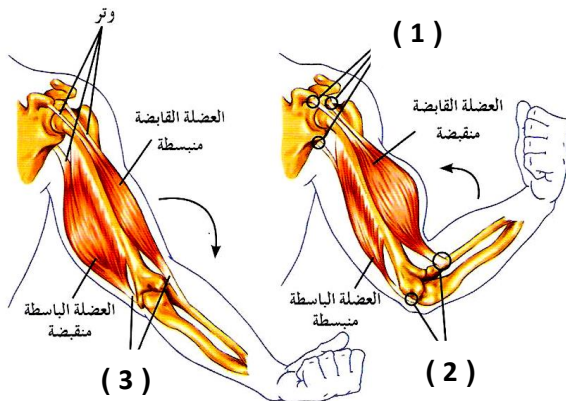 وتر
( 1 )
العضلة القابضة
منبسطة
العضلة القابضة
منقبضة
العضلة الباسطة
منقبضة
العضلة الباسطة
منبسطة
( 3 )
( 2 )